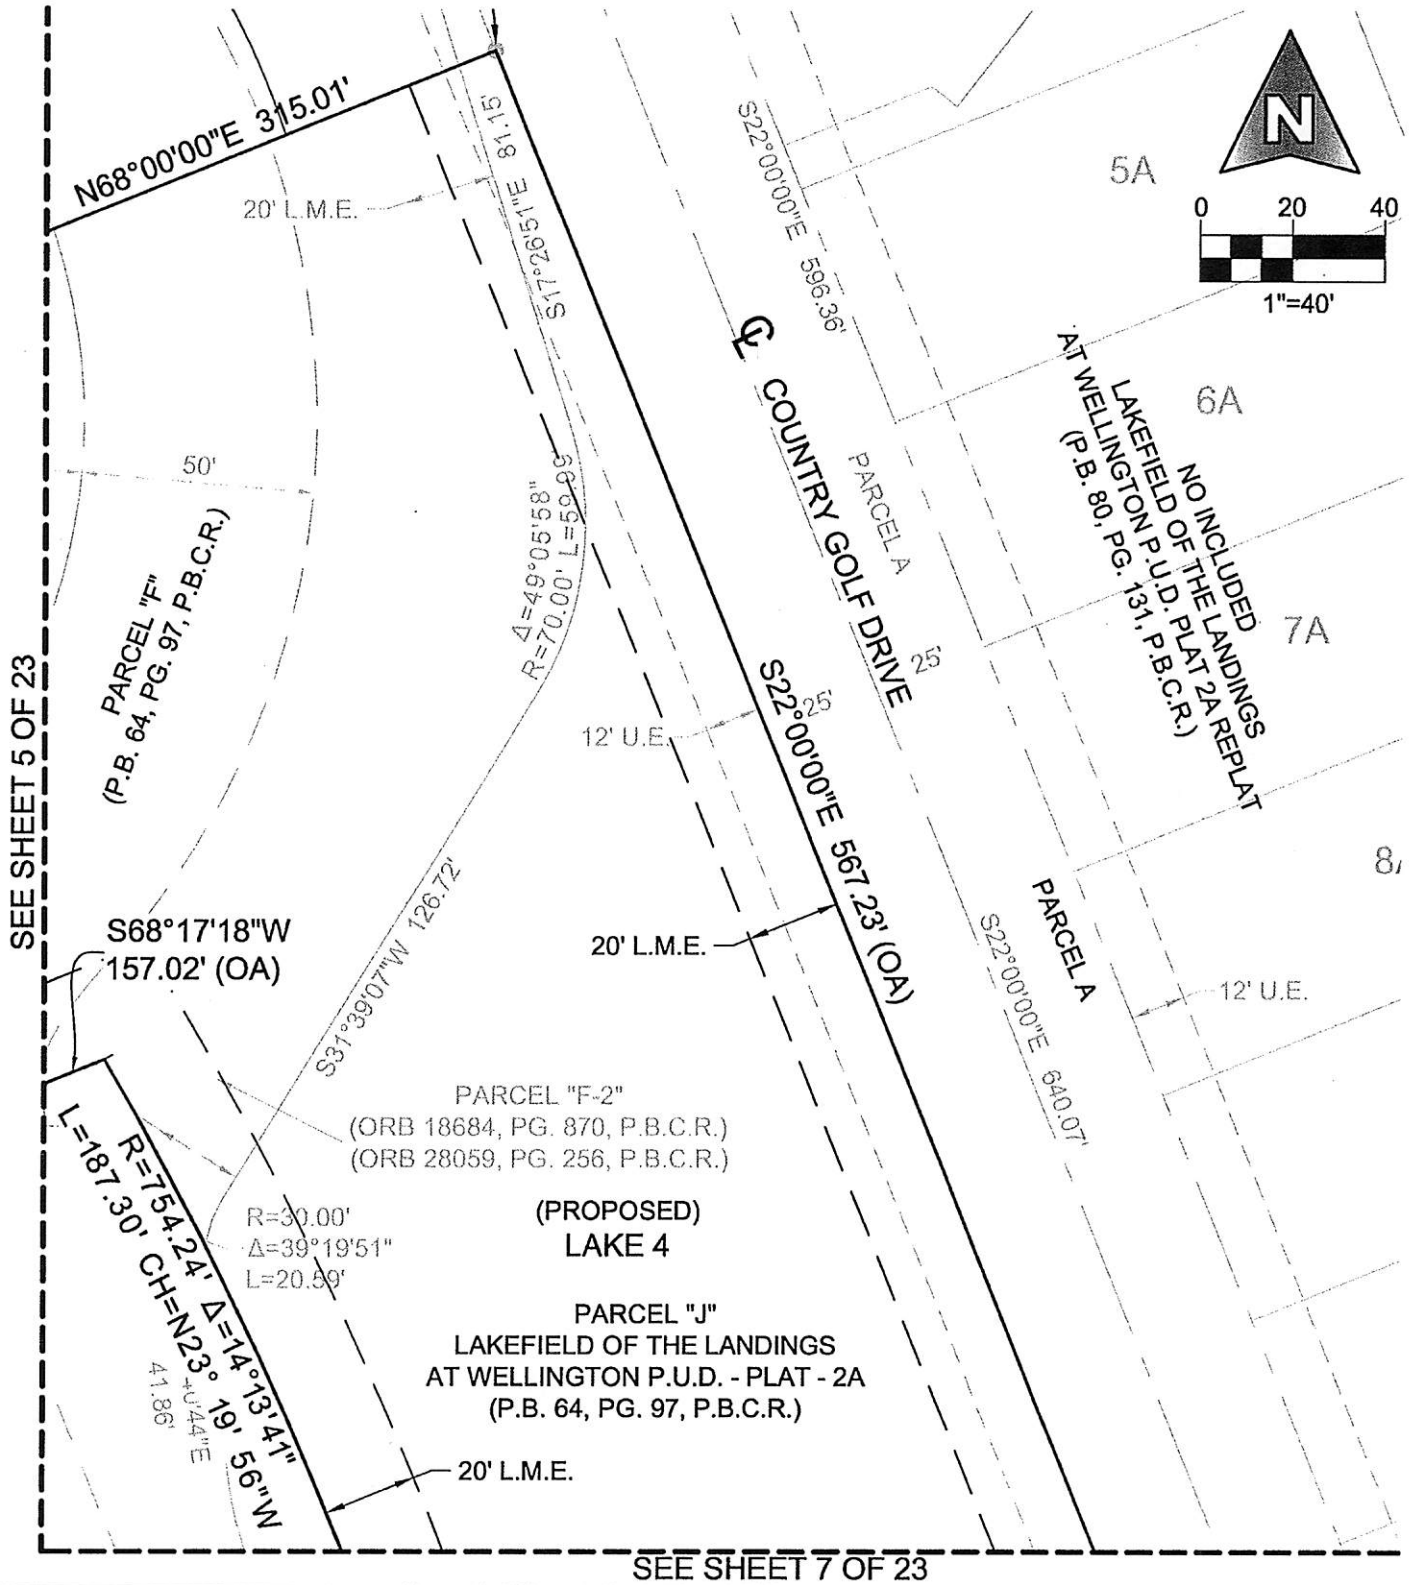 N68°00'00"E 315.01'
20' L.M.E.
S17°26'51"E 81.15'
S22°00'00"E 596.36'
5A
N
0 20 40
1"=40'
6A
NO INCLUDED
LAKEFIELD OF THE LANDINGS
AT WELLINGTON P.U.D. PLAT 2A REPLAT
(P.B. 80, PG. 131, P.B.C.R.)
7A
CL COUNTRY GOLF DRIVE
PARCEL A
25'
25'
50'
PARCEL "F"
(P.B. 64, PG. 97, P.B.C.R.)
Δ=49°05'58"
R=70.00' L=59.99'
12' U.E.
S22°00'00"E 567.23' (OA)
SEE SHEET 5 OF 23
S68°17'18"W
157.02' (OA)
S31°39'07"W 126.72'
20' L.M.E.
PARCEL A
S22°00'00"E 640.07'
12' U.E.
PARCEL "F-2"
(ORB 18684, PG. 870, P.B.C.R.)
(ORB 28059, PG. 256, P.B.C.R.)
R=30.00'
Δ=39°19'51"
L=20.59'
(PROPOSED)
LAKE 4
R=754.24' Δ=14°13'41"
L=187.30' CH=N23° 19' 56"W
41.86'
PARCEL "J"
LAKEFIELD OF THE LANDINGS
AT WELLINGTON P.U.D. - PLAT - 2A
(P.B. 64, PG. 97, P.B.C.R.)
20' L.M.E.
SEE SHEET 7 OF 23